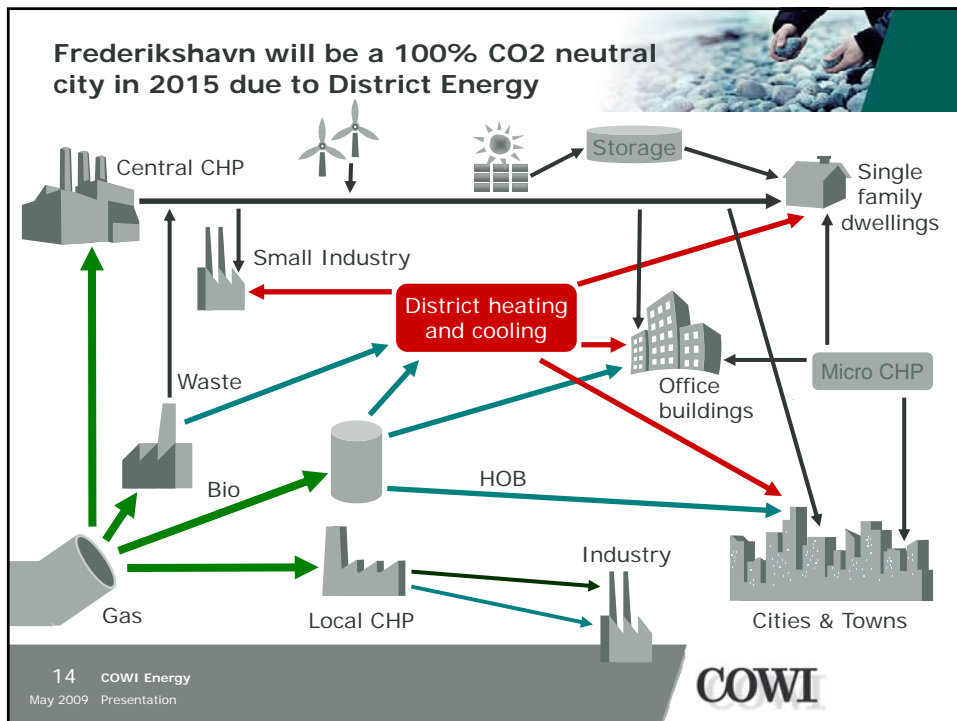 Frederikshavn will be a 100% CO2 neutral
city in 2015 due to District Energy
Central CHP
Storage
Single
family
dwellings
Small Industry
District heating
and cooling
Waste
Office
buildings
Micro CHP
Bio
HOB
Industry
Gas
Local CHP
Cities & Towns
14 COWI Energy
May 2009 Presentation
COWI